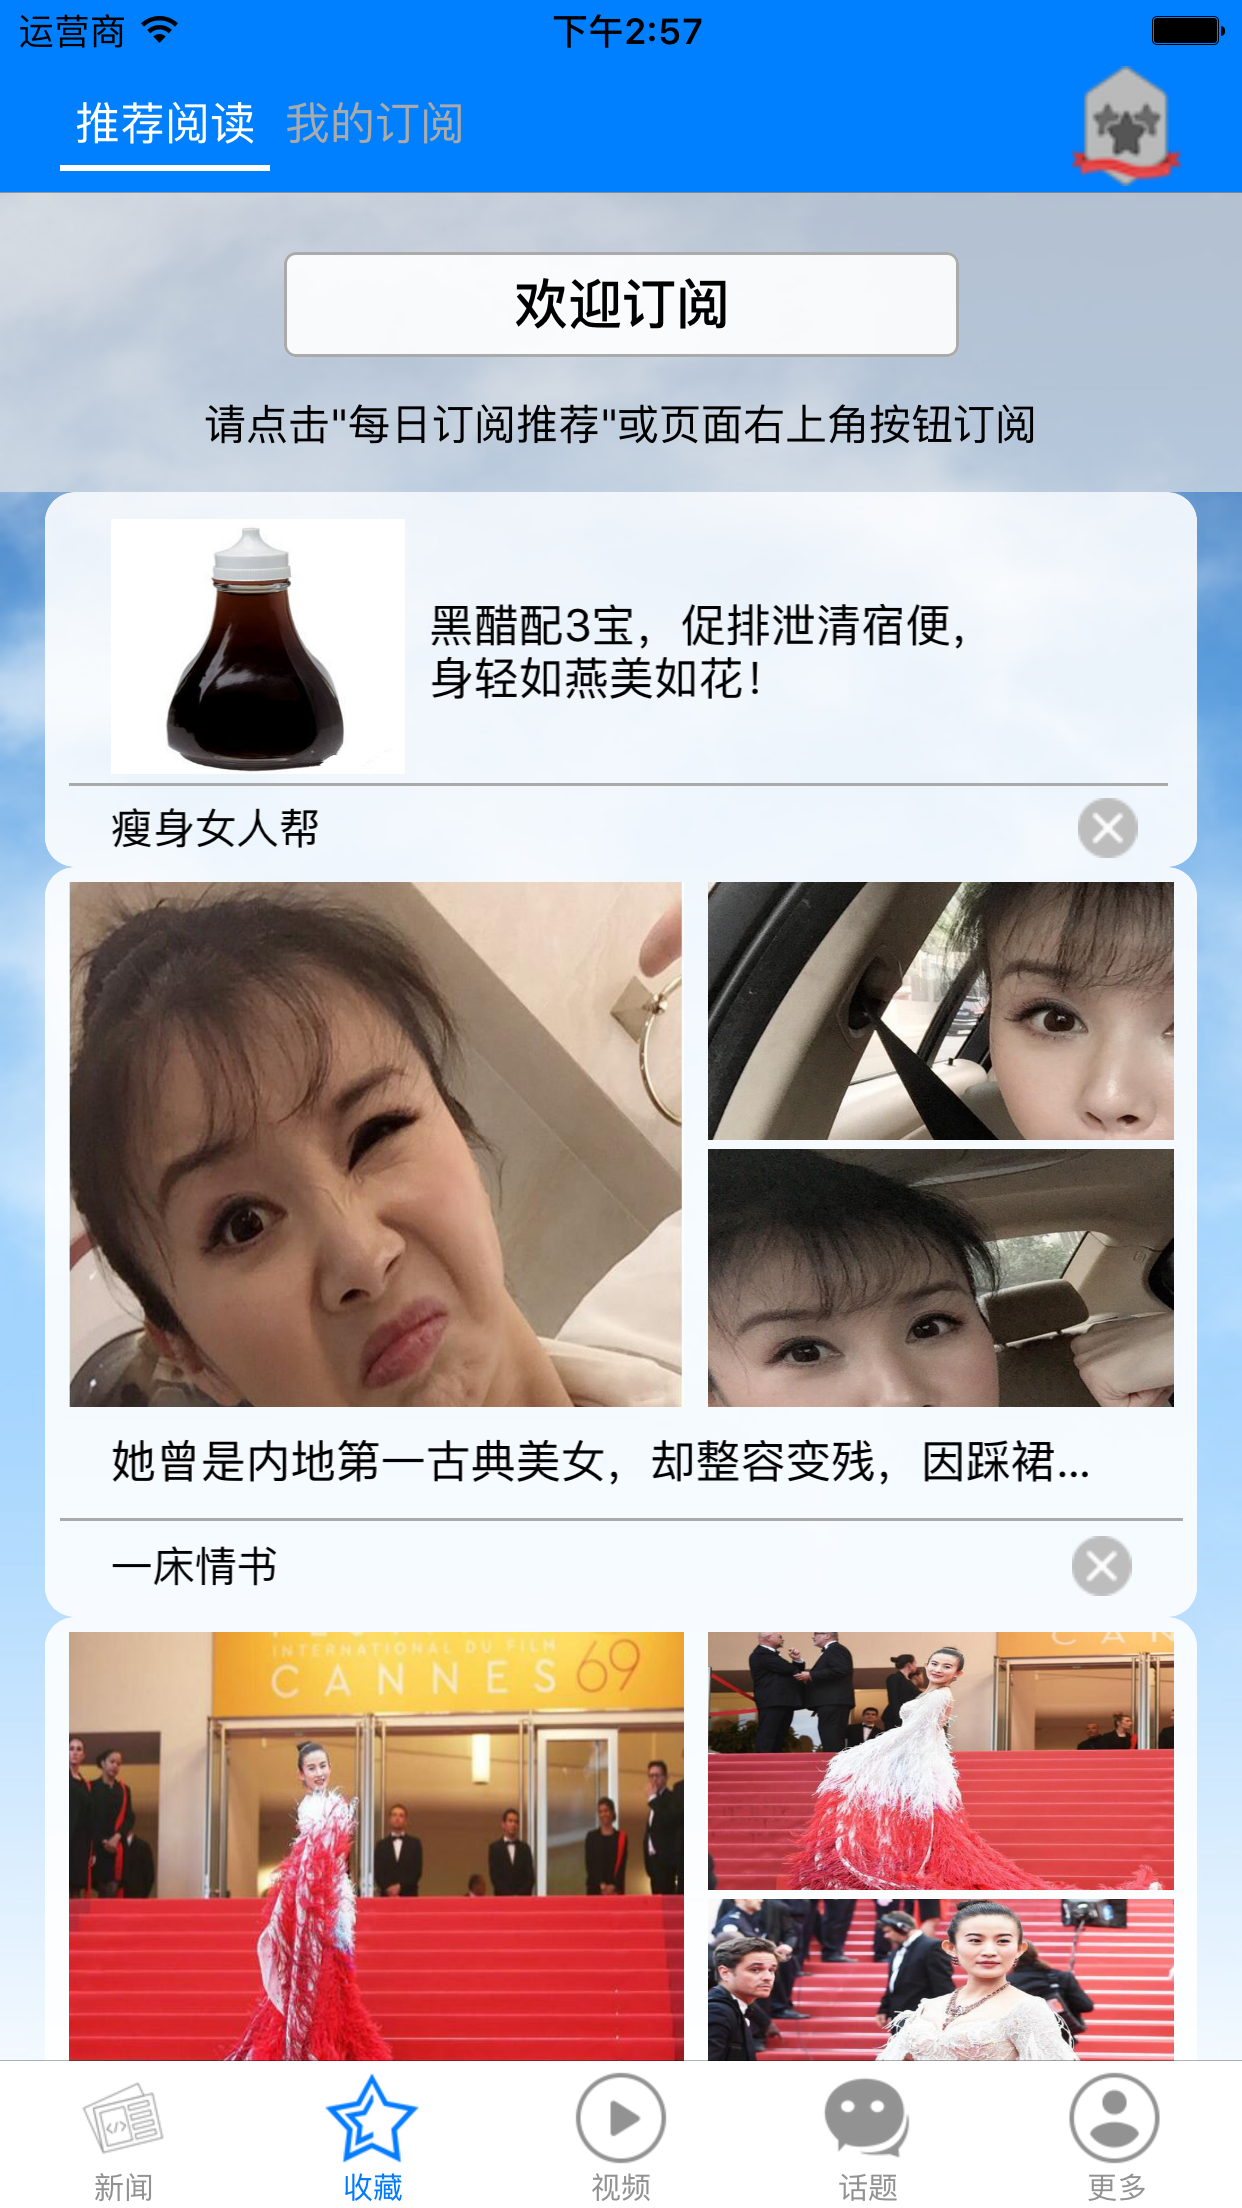 运营商
下午2:57
推荐阅读
我的订阅
欢迎订阅
请点击"每日订阅推荐"或页面右上角按钮订阅
黑醋配3宝，促排泄清宿便，
身轻如燕美如花！
瘦身女人帮
她曾是内地第一古典美女，却整容变残，因踩裙...
一床情书
INTERNATIONAL DU FILM
CANNES 69
CAN
新闻
收藏
视频
话题
更多